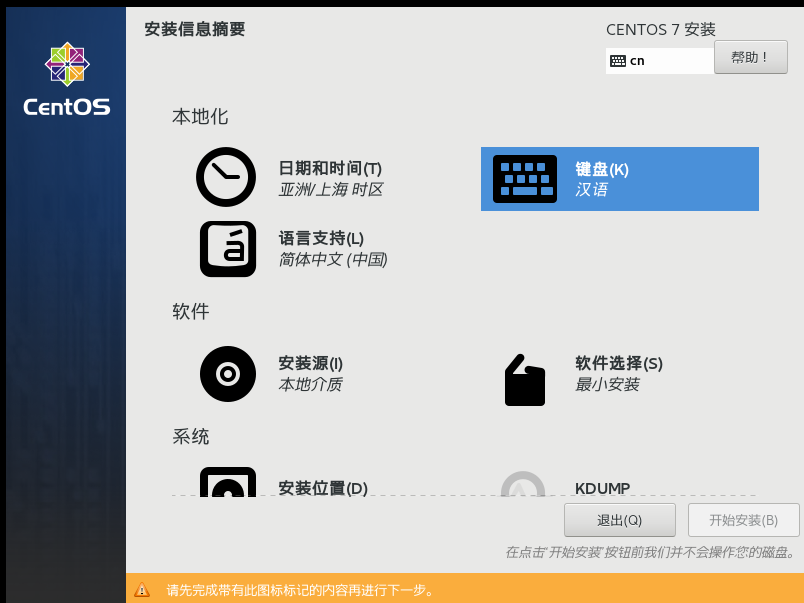 安装信息摘要
CENTOS 7 安装
cn
帮助！
CentOS
本地化
日期和时间(T)
亚洲/上海 时区
键盘(K)
汉语
语言支持(L)
简体中文 (中国)
软件
安装源(I)
本地介质
软件选择(S)
最小安装
系统
安装位置(D)
KDUMP
退出(Q)
开始安装(B)
在点击'开始安装'按钮前我们并不会操作您的磁盘。
请先完成带有此图标标记的内容再进行下一步。